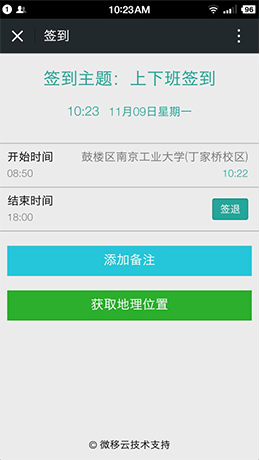 10:23AM
签到
签到主题：上下班签到
10:23 11月09日星期一
开始时间 鼓楼区南京工业大学(丁家桥校区)
08:50 10:22
结束时间
18:00 签退
添加备注
获取地理位置
© 微移云技术支持